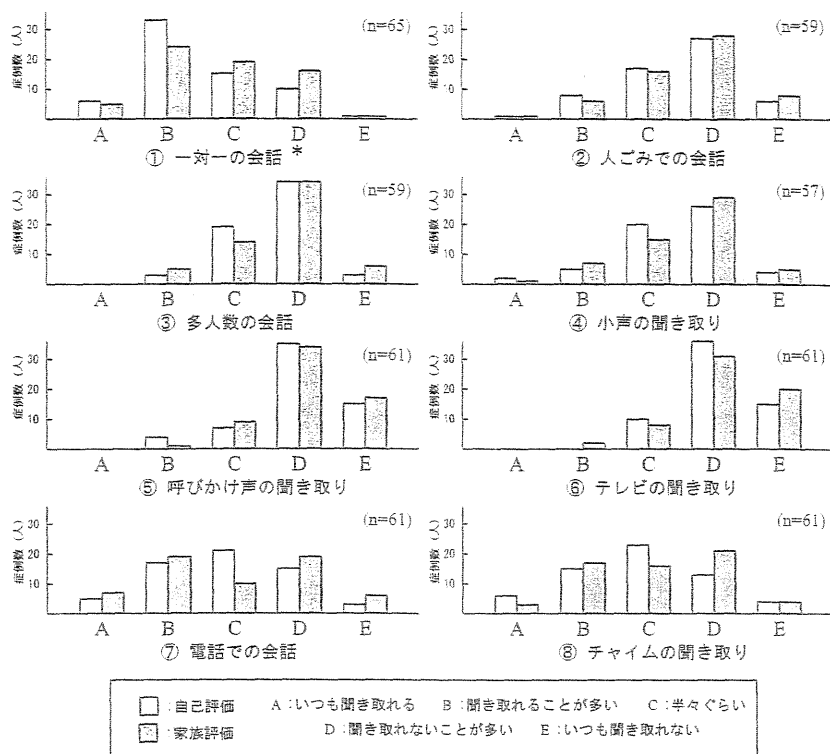 症例数 (人)
30
20
10
(n=65)
A B C D E
① 一対一の会話 *
症例数 (人)
30
20
10
(n=59)
A B C D E
② 人ごみでの会話
症例数 (人)
30
20
10
(n=59)
A B C D E
③ 多人数の会話
症例数 (人)
30
20
10
(n=57)
A B C D E
④ 小声の聞き取り
症例数 (人)
30
20
10
(n=61)
A B C D E
⑤ 呼びかけ声の聞き取り
症例数 (人)
30
20
10
(n=61)
A B C D E
⑥ テレビの聞き取り
症例数 (人)
30
20
10
(n=61)
A B C D E
⑦ 電話での会話
症例数 (人)
30
20
10
(n=61)
A B C D E
⑧ チャイムの聞き取り
:自己評価 A:いつも聞き取れる B:聞き取れることが多い C:半々ぐらい
:家族評価 D:聞き取れないことが多い E:いつも聞き取れない